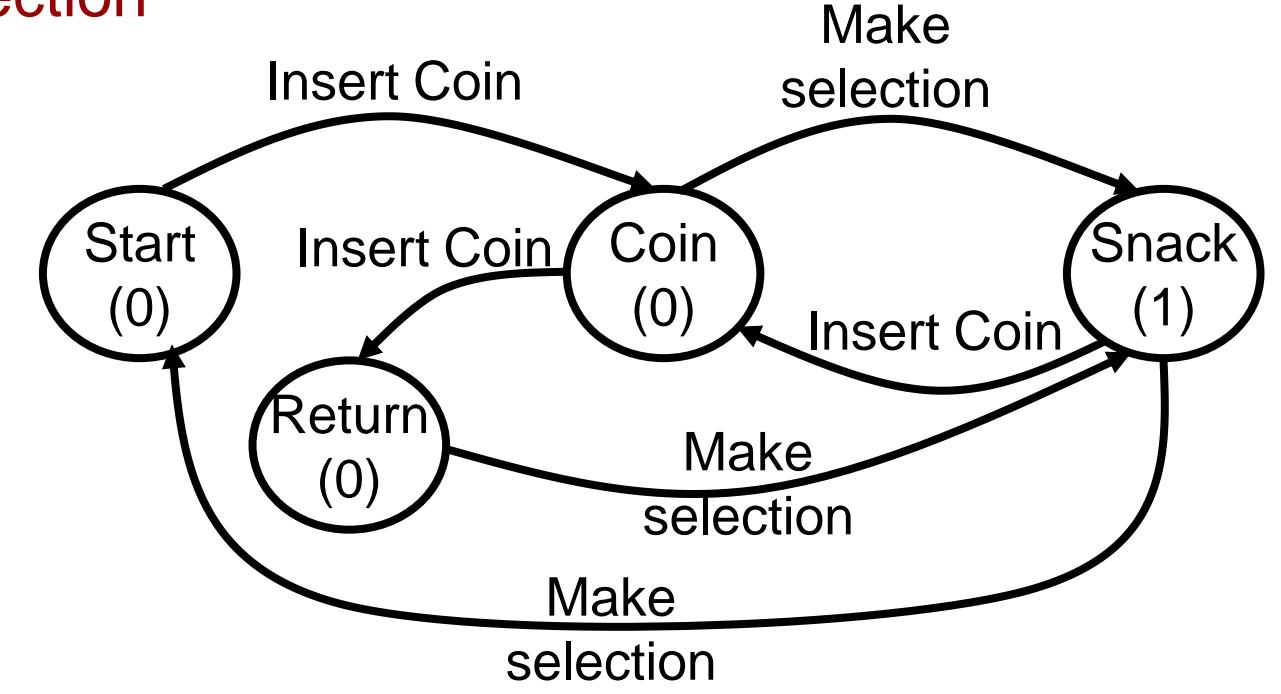 Make
selection
Insert Coin
Start
(0)
Insert Coin
Coin
(0)
Snack
(1)
Insert Coin
Return
(0)
Make
selection
Make
selection